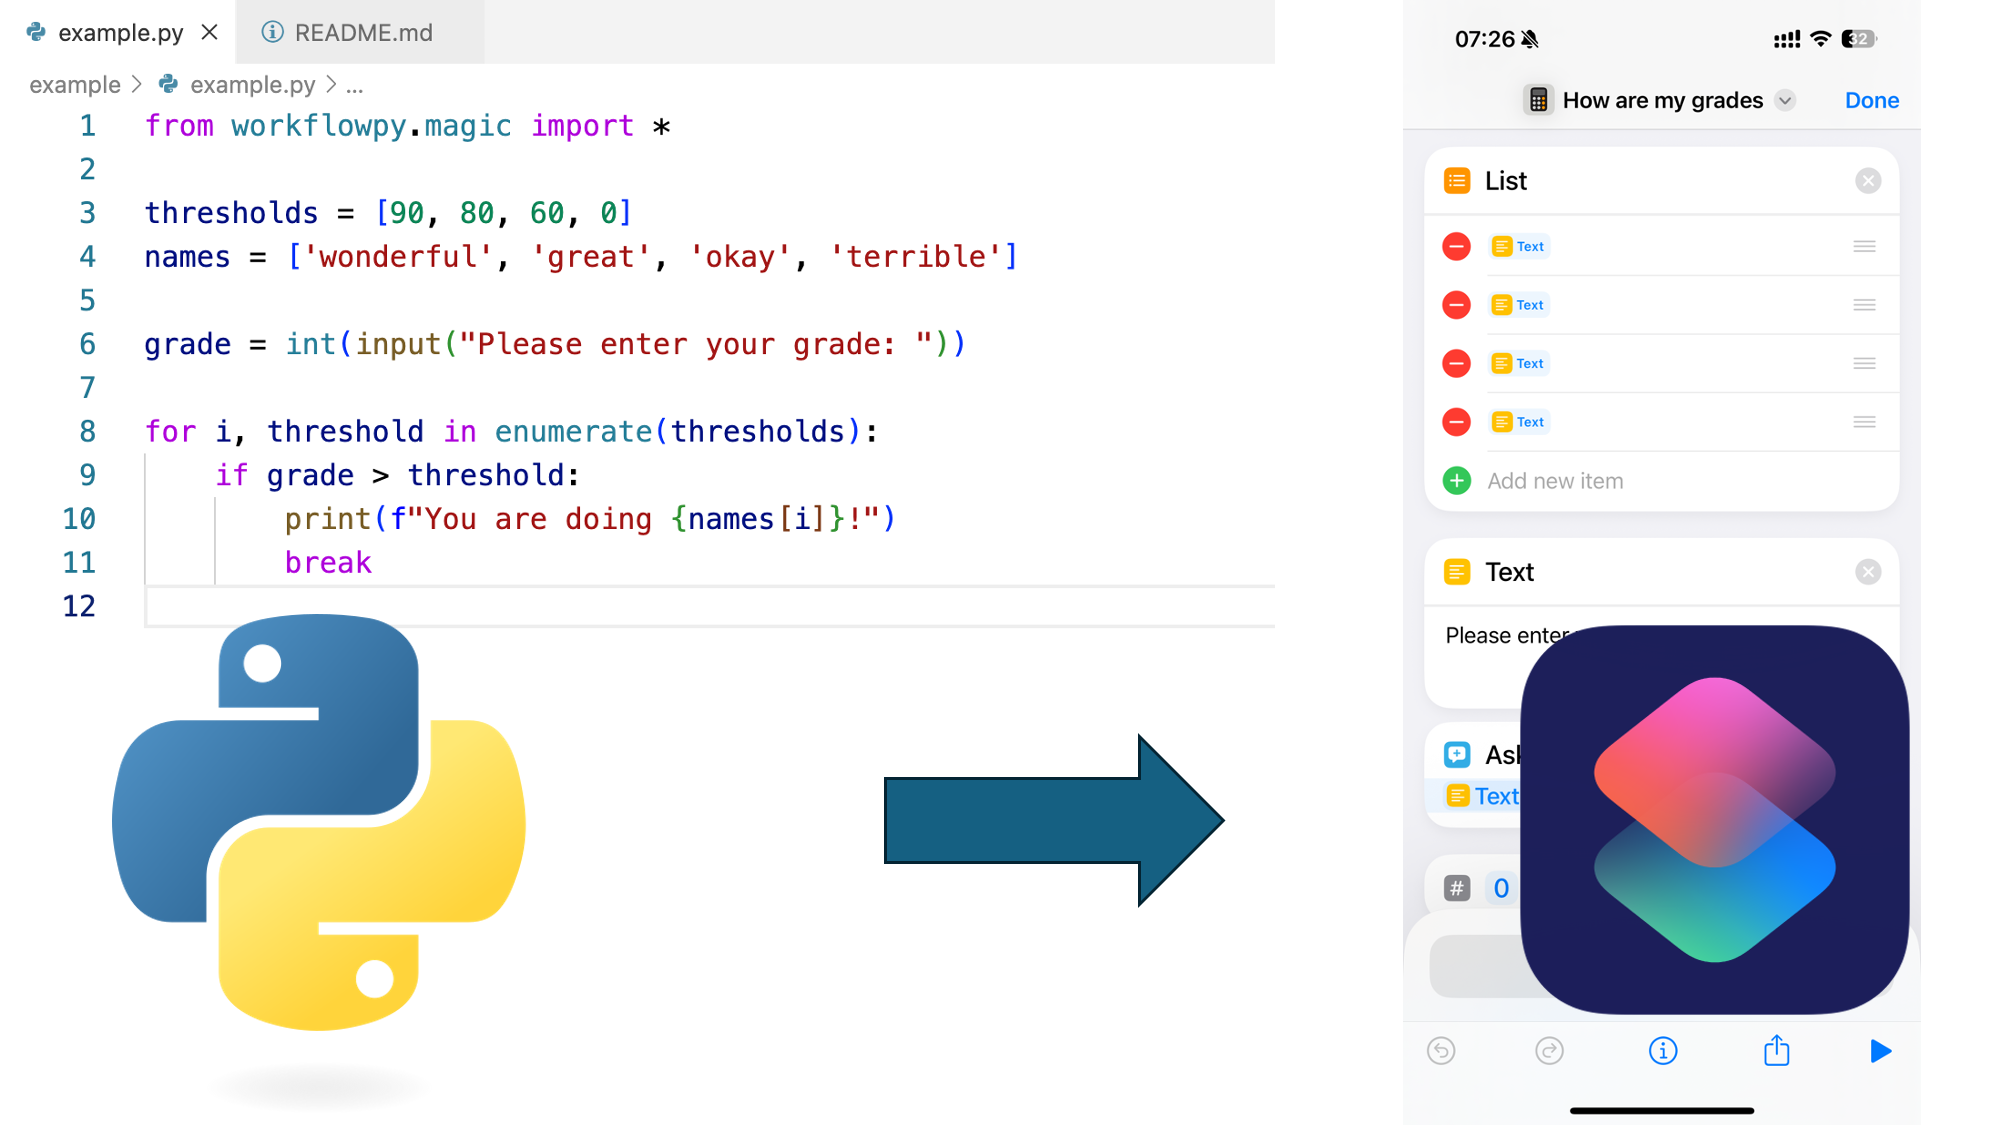 example.py
README.md
example > example.py > ...
1 from workflowpy.magic import *
2
3 thresholds = [90, 80, 60, 0]
4 names = ['wonderful', 'great', 'okay', 'terrible']
5
6 grade = int(input("Please enter your grade: "))
7
8 for i, threshold in enumerate(thresholds):
9     if grade > threshold:
10         print(f"You are doing {names[i]}!")
11         break
12
07:26
32
How are my grades
Done
List
Text
Text
Text
Text
Add new item
Text
Please enter
Ask
Text
# 0